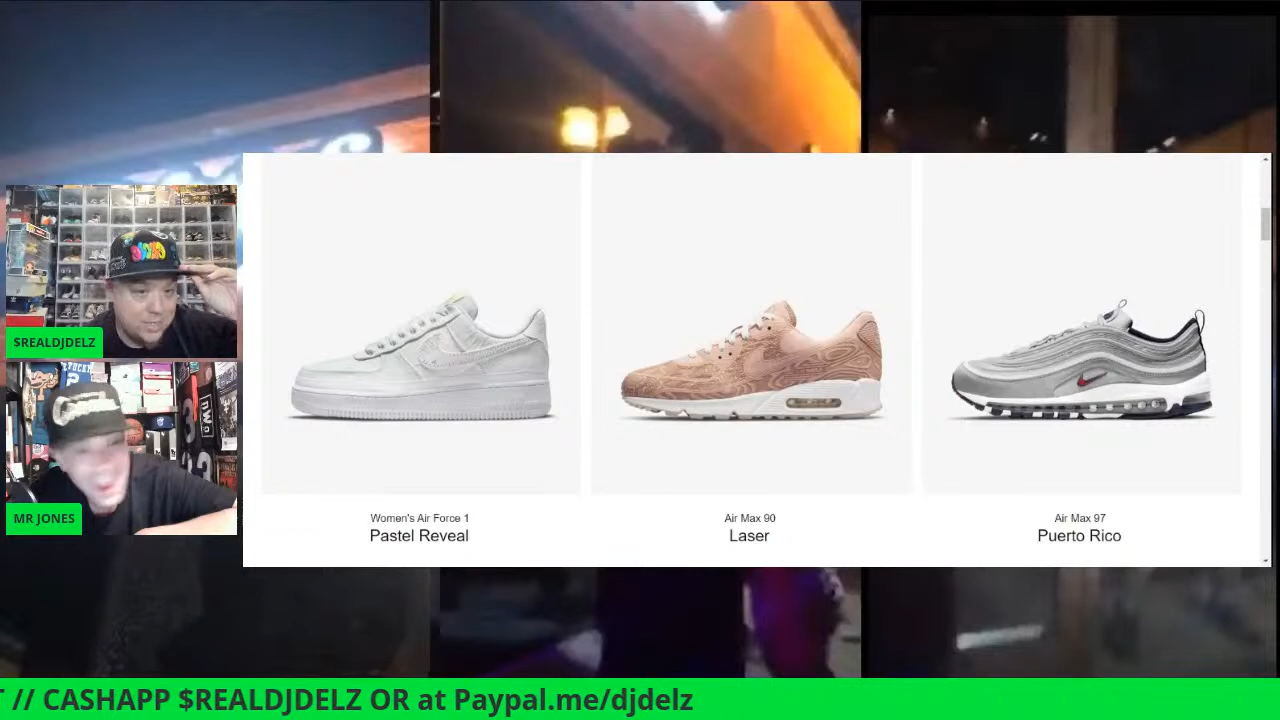 $REALDJDELZ
MR JONES
Women's Air Force 1
Pastel Reveal
Air Max 90
Laser
Air Max 97
Puerto Rico
// CASHAPP $REALDJDELZ OR at Paypal.me/djdelz